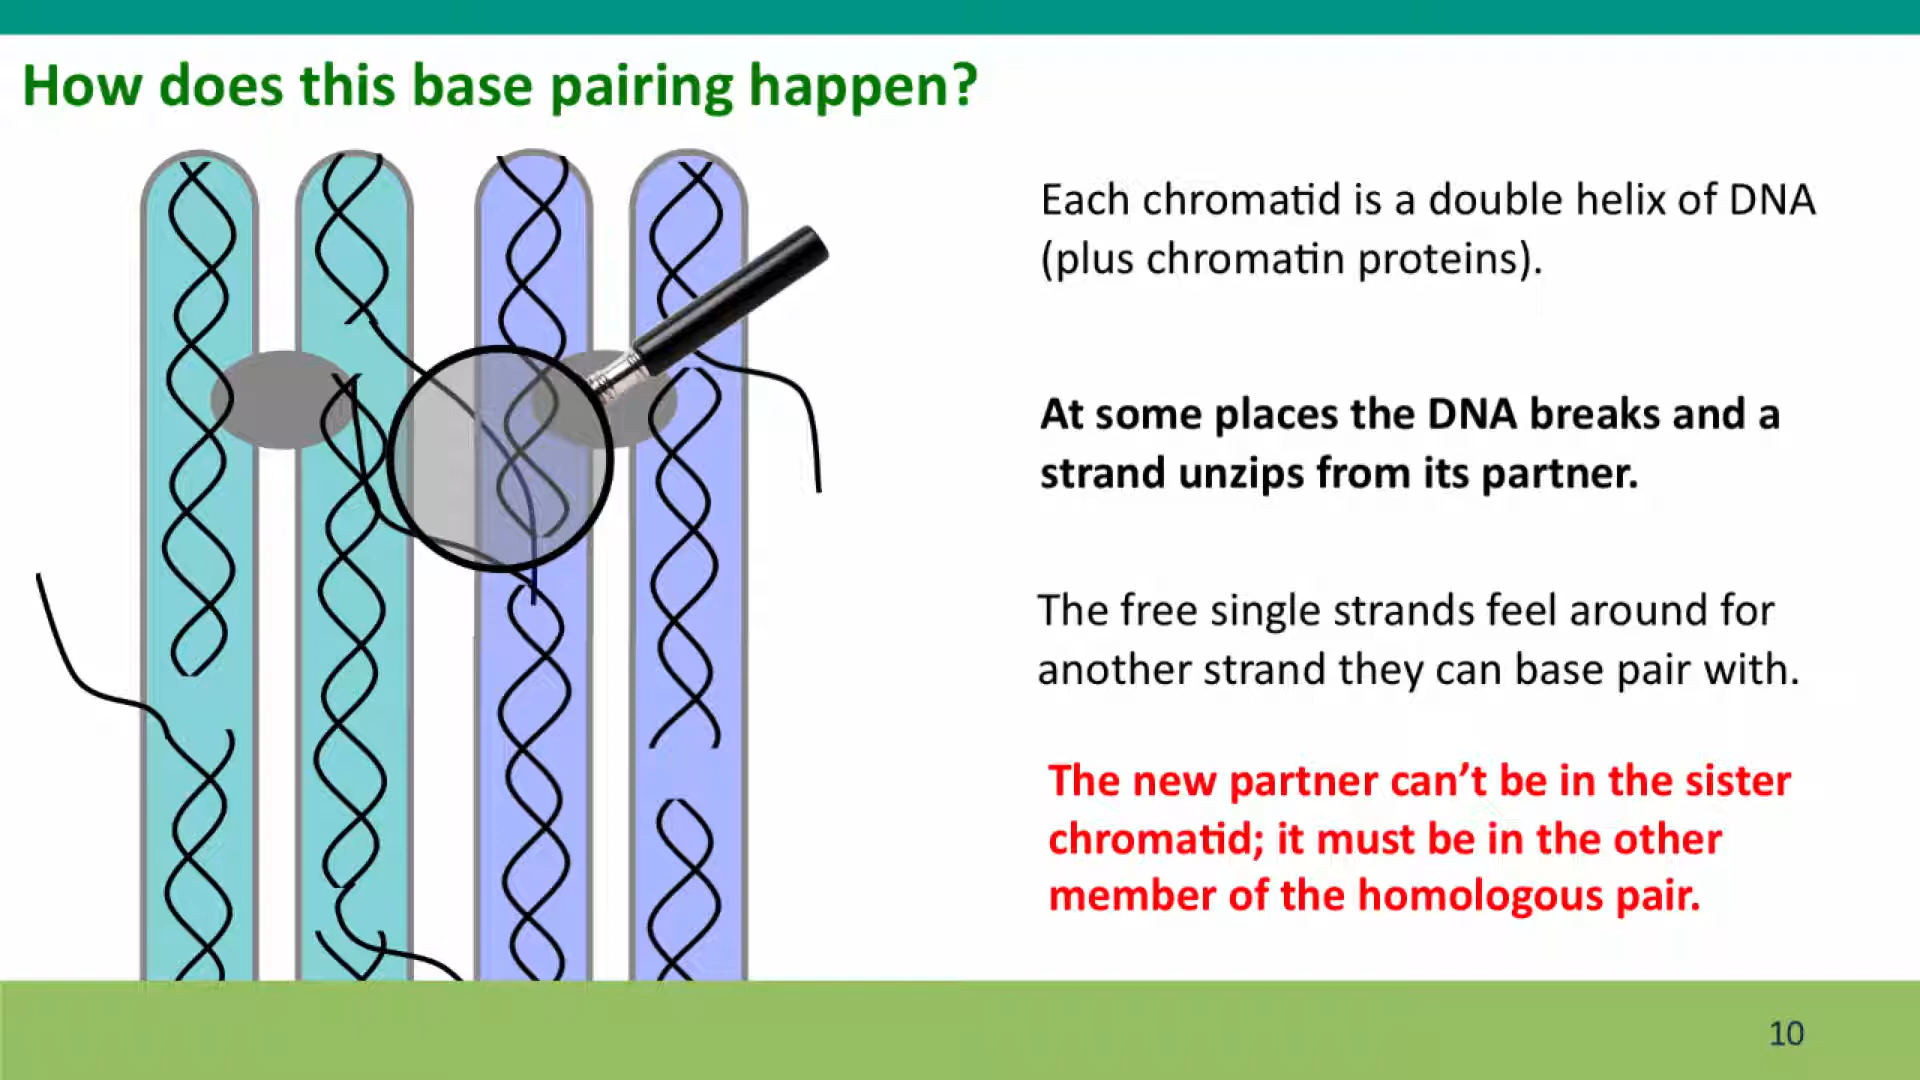 How does this base pairing happen?
Each chromatid is a double helix of DNA
(plus chromatin proteins).
At some places the DNA breaks and a
strand unzips from its partner.
The free single strands feel around for
another strand they can base pair with.
The new partner can’t be in the sister
chromatid; it must be in the other
member of the homologous pair.
10